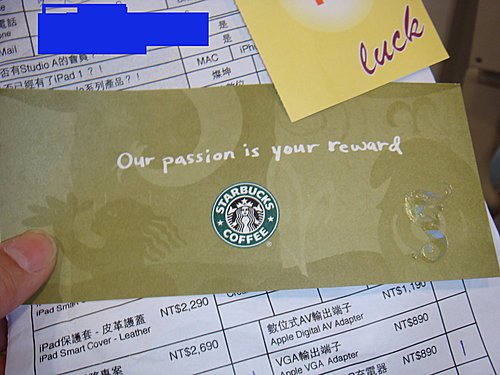 電話
是
Mail
是
否有Studio A的會員
MAC
已經有了iPad 1?!
系列產品?!
燦坤
luck
Our passion is your reward
STARBUCKS
COFFEE
iPad Smart
NT$2,290
iPad保護套 - 皮革護蓋
iPad Smart Cover - Leather
NT$2,690
NT$1,190
數位式AV輸出端子
Apple Digital AV Adapter
NT$890
VGA輸出端子
Apple VGA Adapter
NT$890